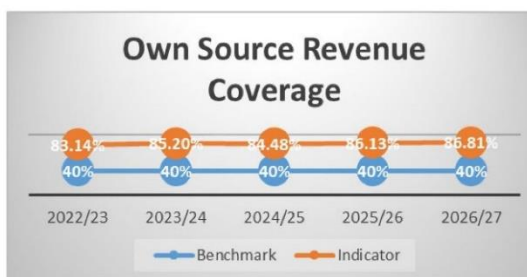 Own Source Revenue
Coverage
83.14% 85.20% 84.48% 86.13% 86.81%
40% 40% 40% 40% 40%
2022/23 2023/24 2024/25 2025/26 2026/27
Benchmark Indicator